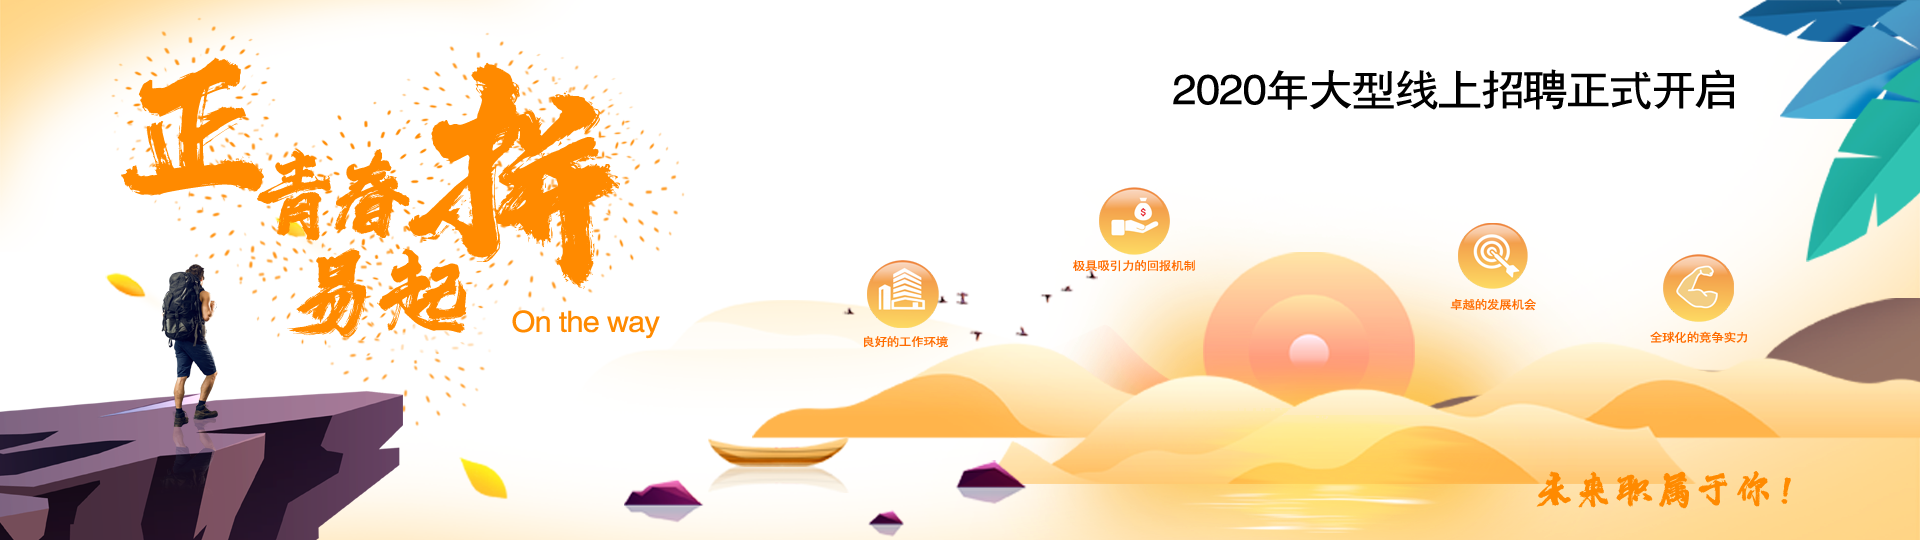 正青春拼
易起
On the way
2020年大型线上招聘正式开启
良好的工作环境
极具吸引力的回报机制
卓越的发展机会
全球化的竞争实力
未来职属于你！